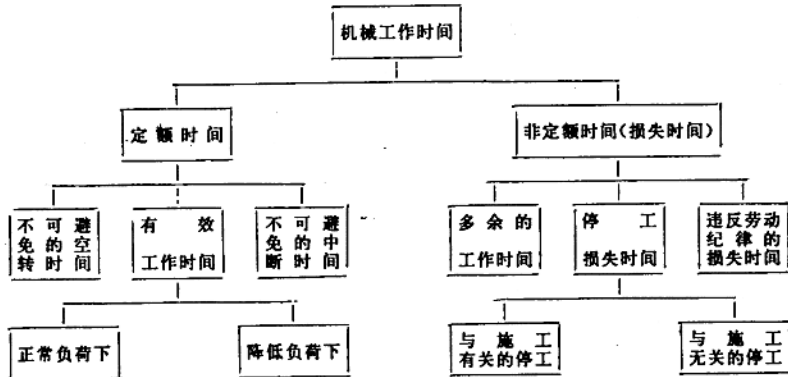 机械工作时间
定额时间
非定额时间(损失时间)
不可避
免的空
转时间
有效
工作时间
不可避
免的中
断时间
多余的
工作时间
停工
损失时间
违反劳动
纪律的
损失时间
正常负荷下
降低负荷下
与施工
有关的停工
与施工
无关的停工